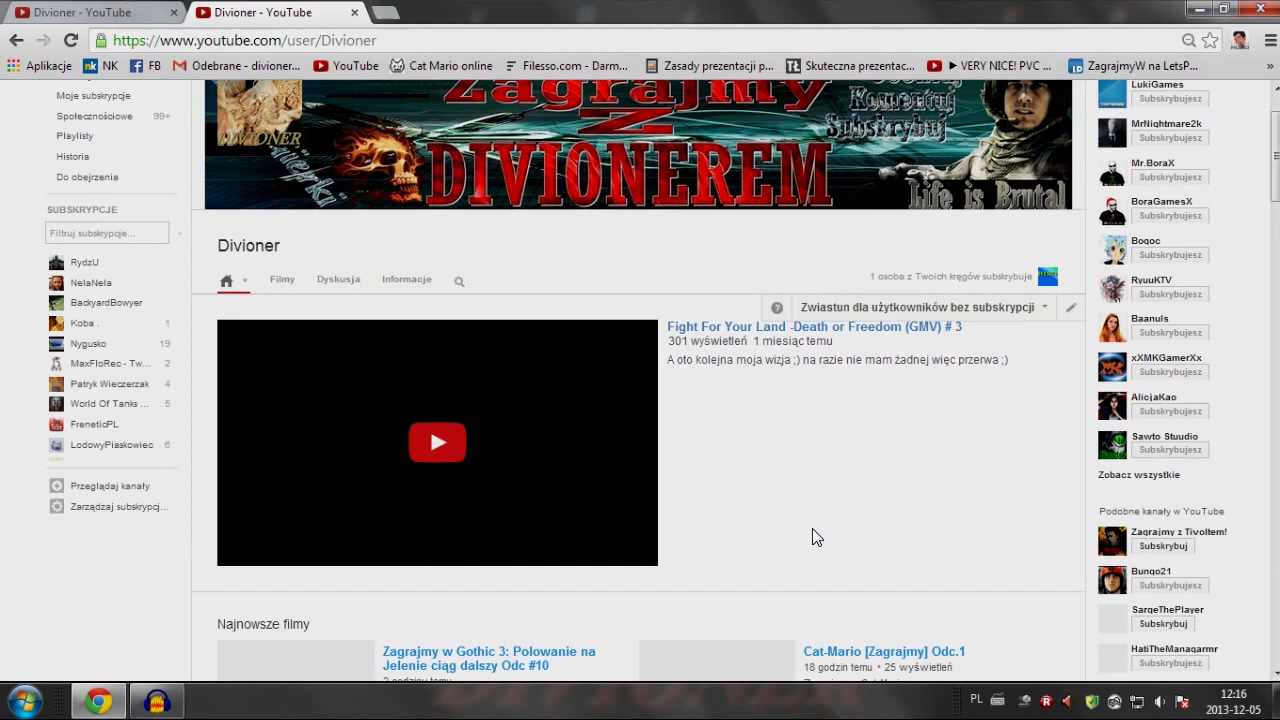 Divioner - YouTube
Divioner - YouTube
https://www.youtube.com/user/Divioner
Aplikacje
nk NK
FB
Odebrane - divioner...
YouTube
Cat Mario online
Filesso.com - Darm...
Zasady prezentacji p...
Tt Skuteczna prezentac...
► VERY NICE! PVC ...
ZagrajmyW na LetsP...
»
Moje subskrypcje
Społecznościowe 99+
Playlisty
Historia
Do obejrzenia
SUBSKRYPCJE
Filtruj subskrypcje...
RydzU
NelaNela
BackyardBowyer
Koba . 1
Nygusko 19
MaxFloRec - Tw... 2
Patryk Wieczerzak 4
World Of Tanks ... 5
FreneticPL
LodowyPiaskowiec 6
Przeglądaj kanały
Zarządzaj subskrypcj...
DIVIONER
Zagrajmy
Z
DIVIONEREM
Komentuj
Subskrybuj
Life is Brutal
Divioner
Filmy
Dyskusja
Informacje
1 osoba z Twoich kręgów subskrybuje
Zwiastun dla użytkowników bez subskrypcji
Fight For Your Land -Death or Freedom (GMV) # 3
301 wyświetleń 1 miesiąc temu
A oto kolejna moja wizja ;) na razie nie mam żadnej więc przerwa ;)
Najnowsze filmy
Zagrajmy w Gothic 3: Polowanie na
Jelenie ciąg dalszy Odc #10
Cat-Mario [Zagrajmy] Odc.1
18 godzin temu • 25 wyświetleń
LukiGames
Subskrybujesz
MrNightmare2k
Subskrybujesz
Mr.BoraX
Subskrybujesz
BoraGamesX
Subskrybujesz
Boqoc
Subskrybujesz
RyuuKTV
Subskrybujesz
Baanuls
Subskrybujesz
xXMKGamerXx
Subskrybujesz
AlicjaKao
Subskrybujesz
Sawto Stuudio
Subskrybujesz
Zobacz wszystkie
Podobne kanały w YouTube
Zagrajmy z Tivoltem!
Subskrybuj
Bungo21
Subskrybujesz
SargeThePlayer
Subskrybuj
HatiTheManagarmr
Subskrybujesz
PL
12:16
2013-12-05